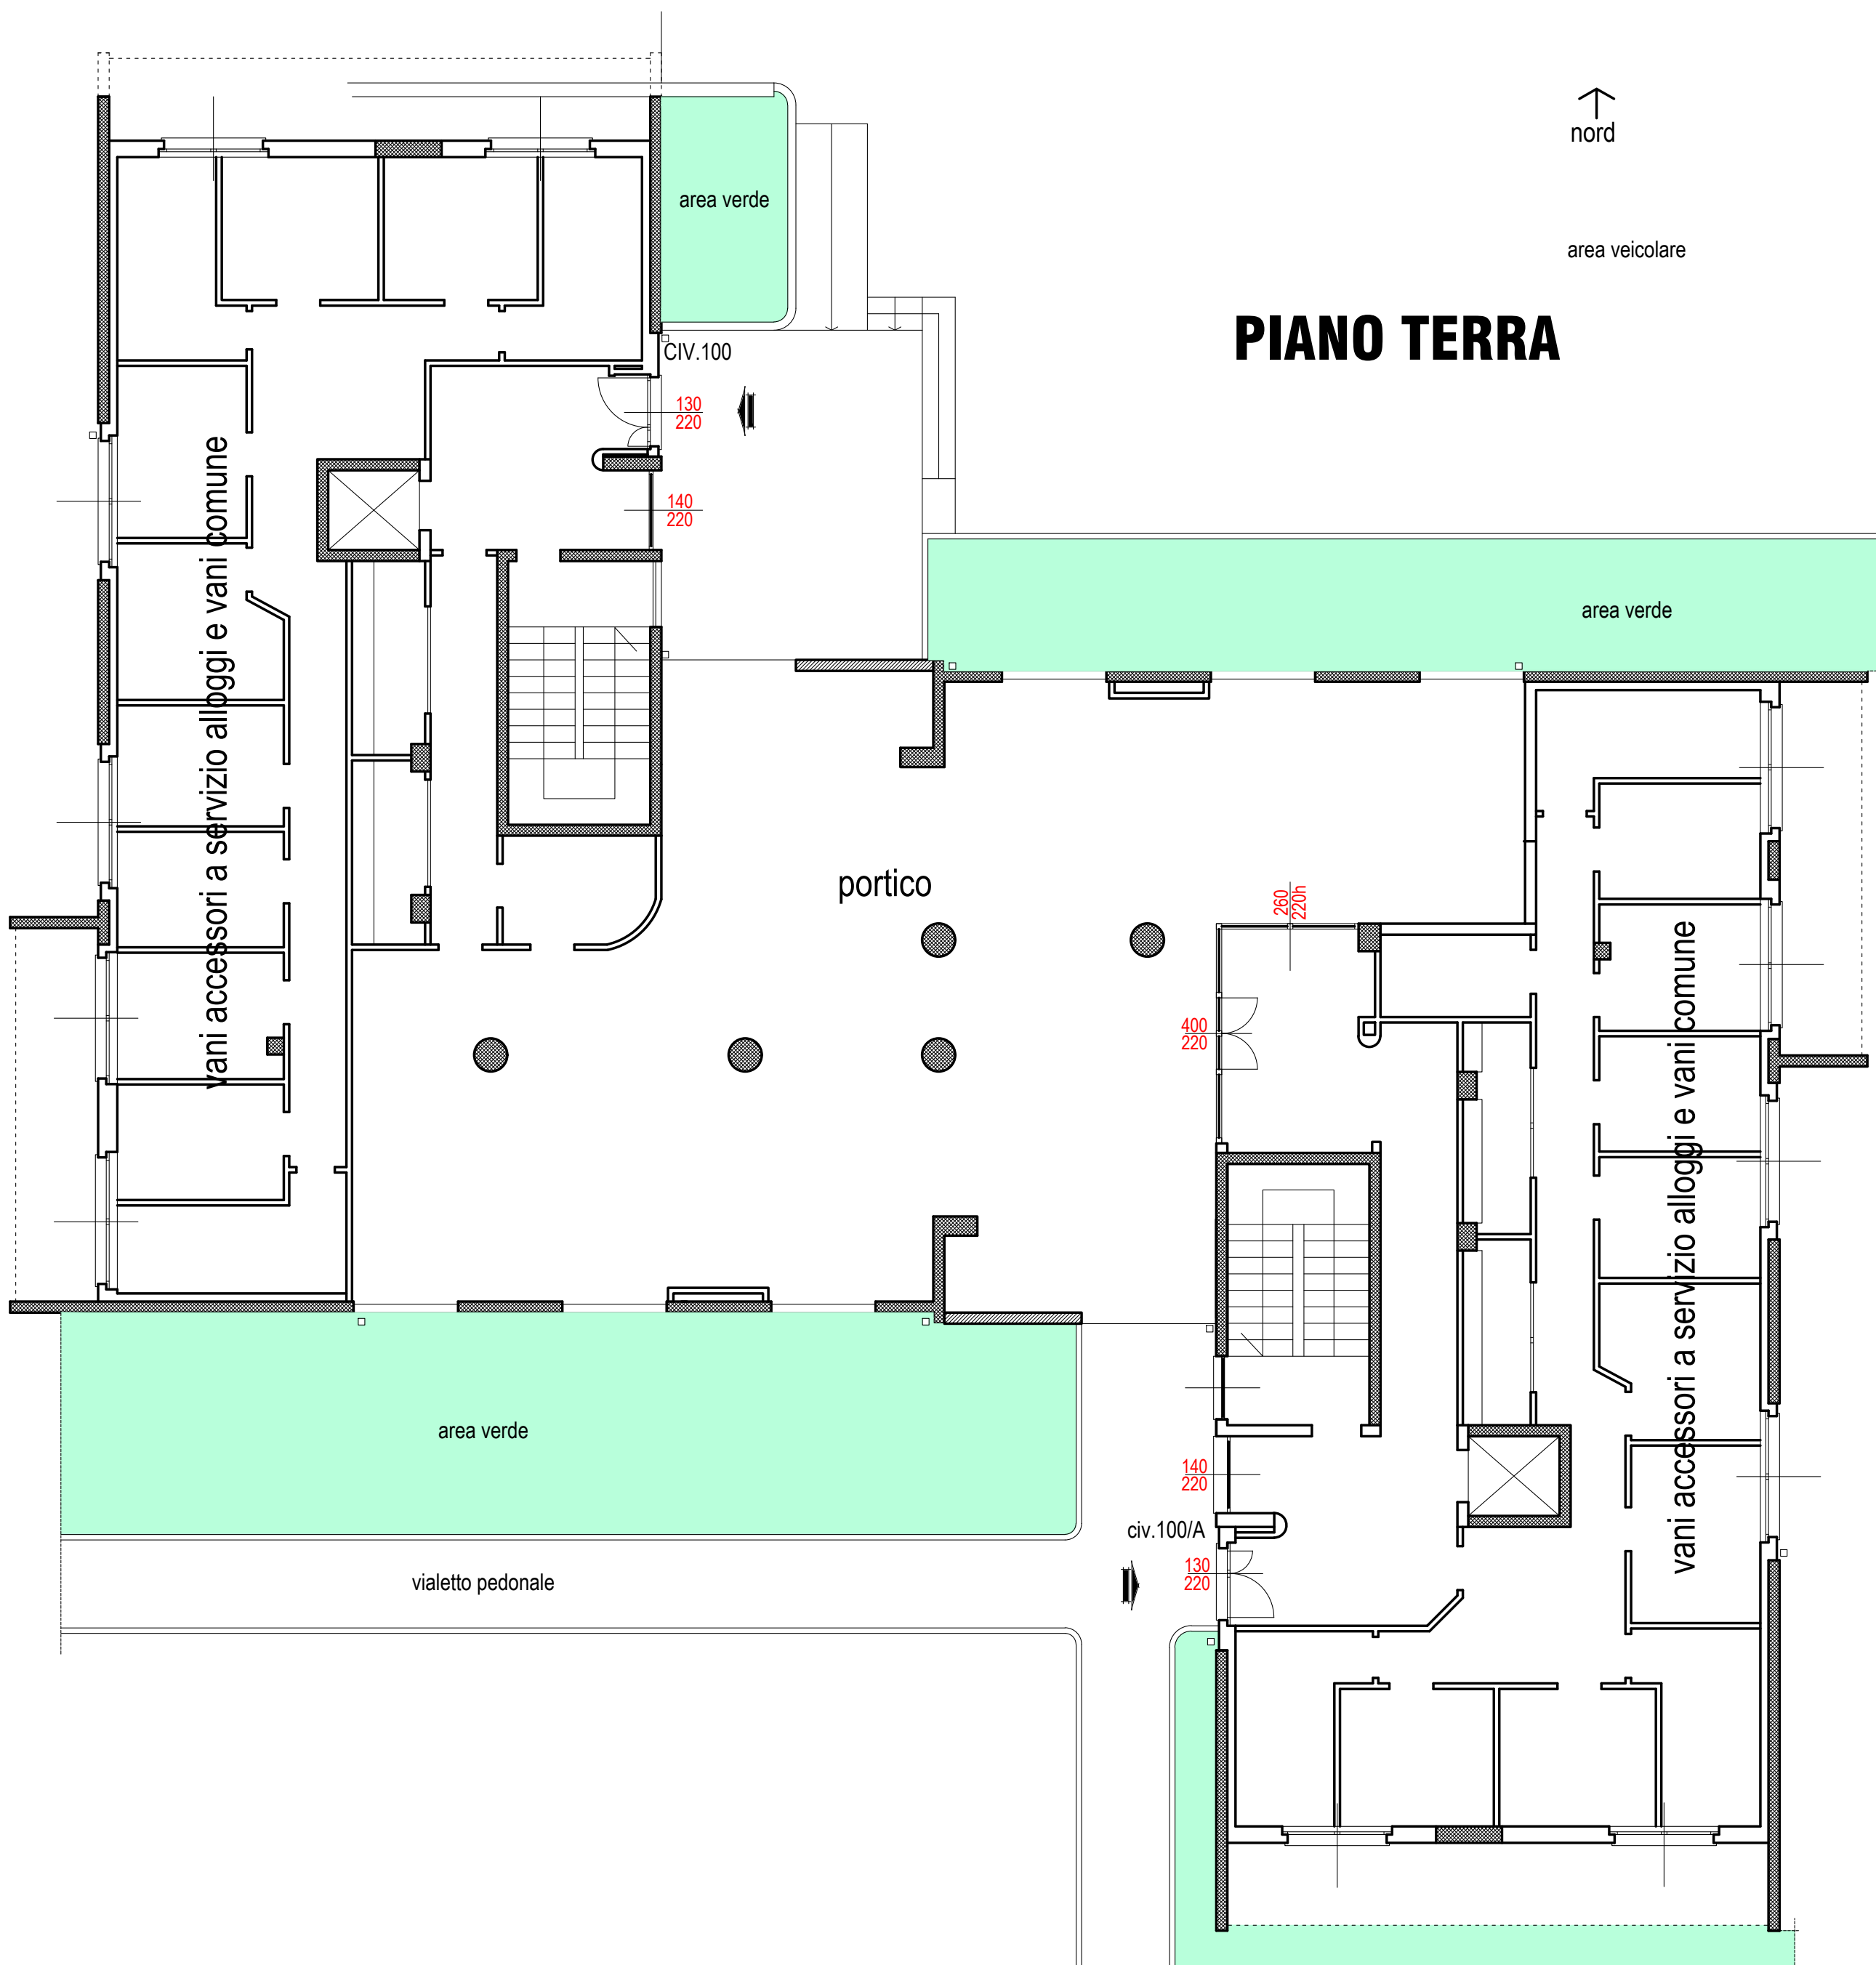 nord
area verde
area veicolare
PIANO TERRA
CIV.100
130
220
140
220
vani accessori a servizio alloggi e vani comune
area verde
portico
260
220h
400
220
vani accessori a servizio alloggi e vani comune
area verde
140
220
civ.100/A
130
220
vialetto pedonale